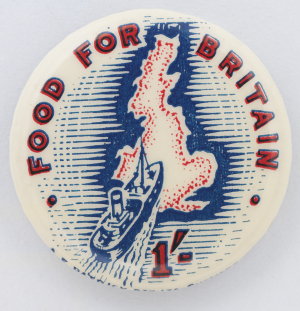 • FOOD FOR BRITAIN •
1'-